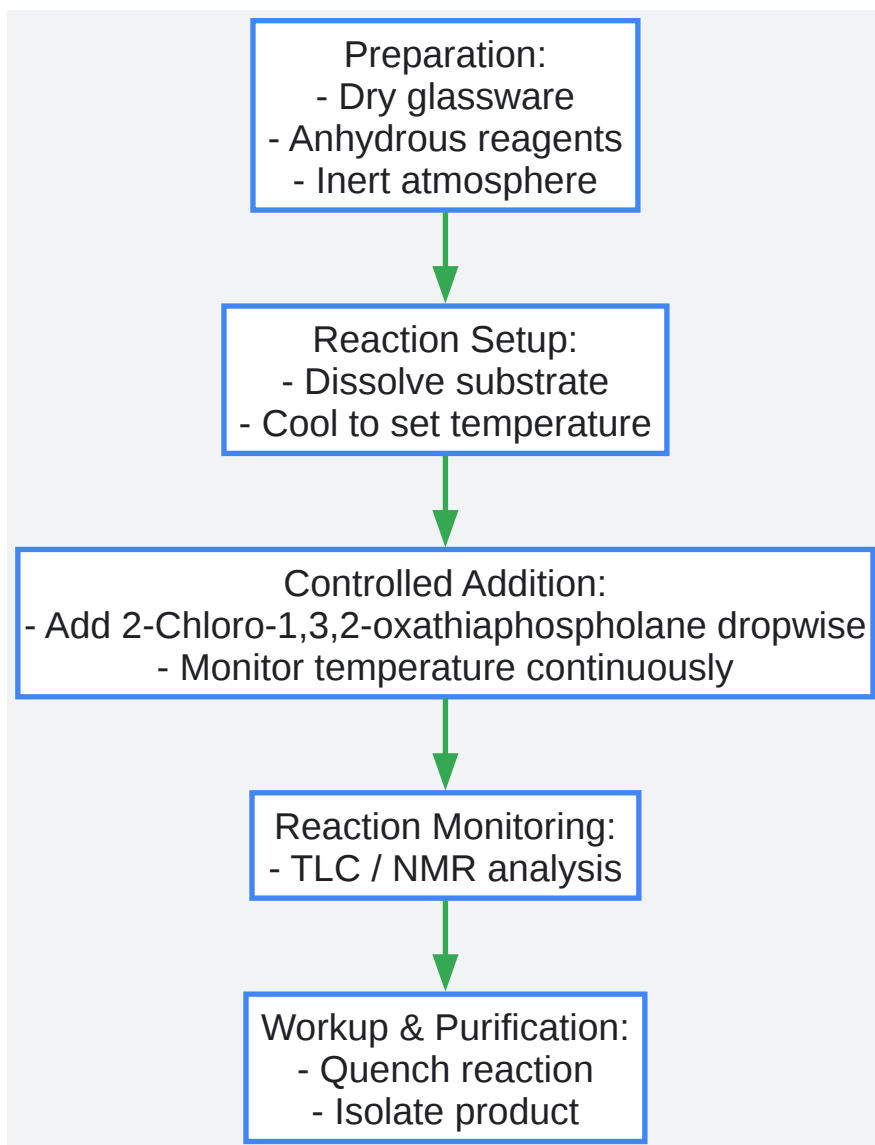 Preparation:
- Dry glassware
- Anhydrous reagents
- Inert atmosphere
Reaction Setup:
- Dissolve substrate
- Cool to set temperature
Controlled Addition:
- Add 2-Chloro-1,3,2-oxathiaphospholane dropwise
- Monitor temperature continuously
Reaction Monitoring:
- TLC / NMR analysis
Workup & Purification:
- Quench reaction
- Isolate product